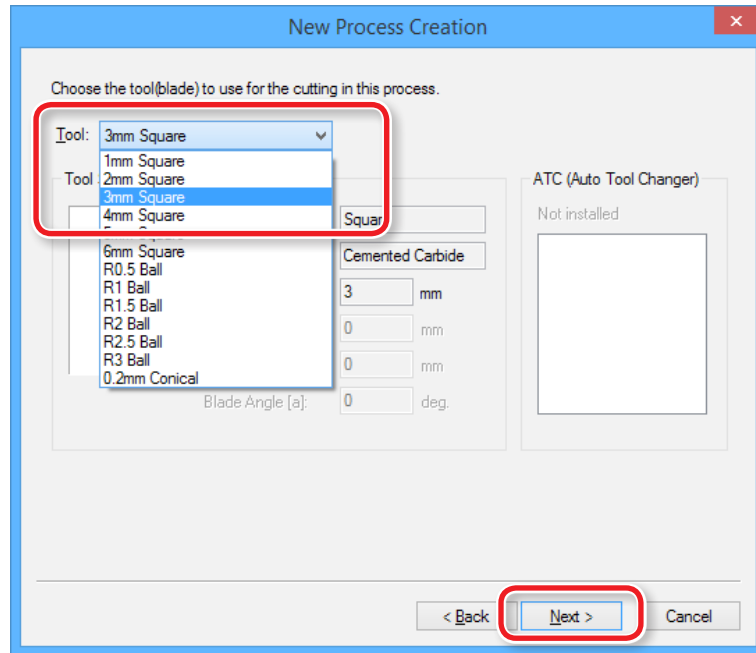 New Process Creation
Choose the tool(blade) to use for the cutting in this process.
Tool: 3mm Square
1mm Square
Tool
2mm Square
ATC (Auto Tool Changer)
3mm Square
Not installed
4mm Square
6mm Square
Cemented Carbide
R0.5 Ball
R1 Ball
3 mm
R1.5 Ball
R2 Ball
0 mm
R2.5 Ball
R3 Ball
0 mm
0.2mm Conical
Blade Angle [a]: 0 deg.
< Back Next > Cancel